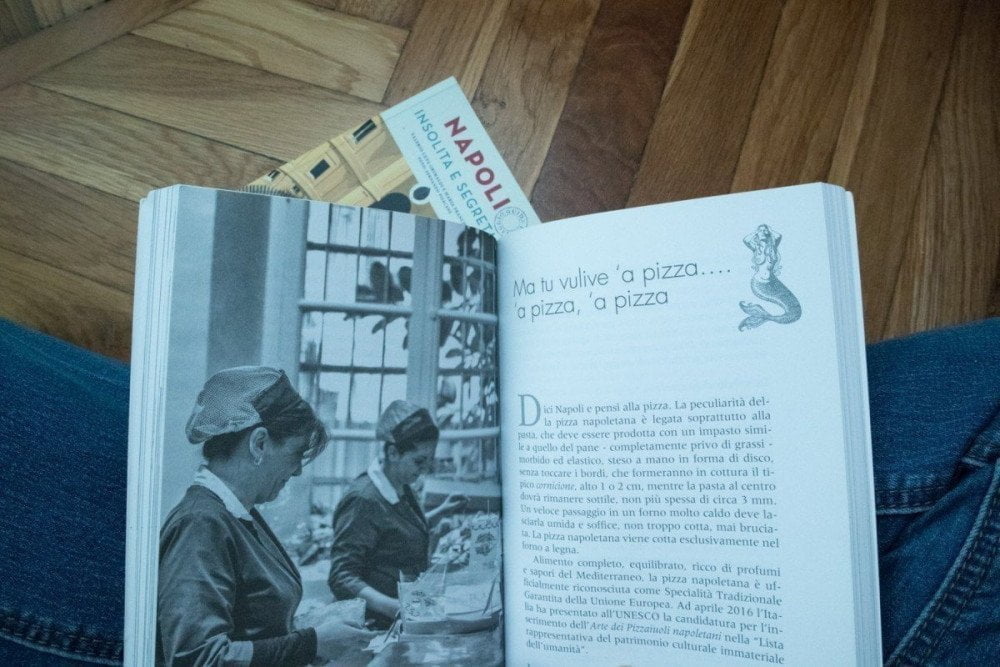 NAPOLI
INSOLITA E SEGRETA
Ma tu vulive 'a pizza....
'a pizza, 'a pizza
Dici Napoli e pensi alla pizza. La peculiarità del-
la pizza napoletana è legata soprattutto alla
pasta, che deve essere prodotta con un impasto simi-
le a quello del pane - completamente privo di grassi -
morbido ed elastico, steso a mano in forma di disco,
senza toccare i bordi, che formeranno in cottura il ti-
pico cornicione, alto 1 o 2 cm, mentre la pasta al centro
dovrà rimanere sottile, non più spessa di circa 3 mm.
Un veloce passaggio in un forno molto caldo deve la-
sciarla umida e soffice, non troppo cotta, mai brucia-
ta. La pizza napoletana viene cotta esclusivamente nel
forno a legna.
Alimento completo, equilibrato, ricco di profumi
e sapori del Mediterraneo, la pizza napoletana è uf-
ficialmente riconosciuta come Specialità Tradizionale
Garantita della Unione Europea. Ad aprile 2016 l'Ita-
lia ha presentato all'UNESCO la candidatura per l'in-
serimento dell'Arte dei Pizzaiuoli napoletani nella "Lista
rappresentativa del patrimonio culturale immateriale
dell'umanità".